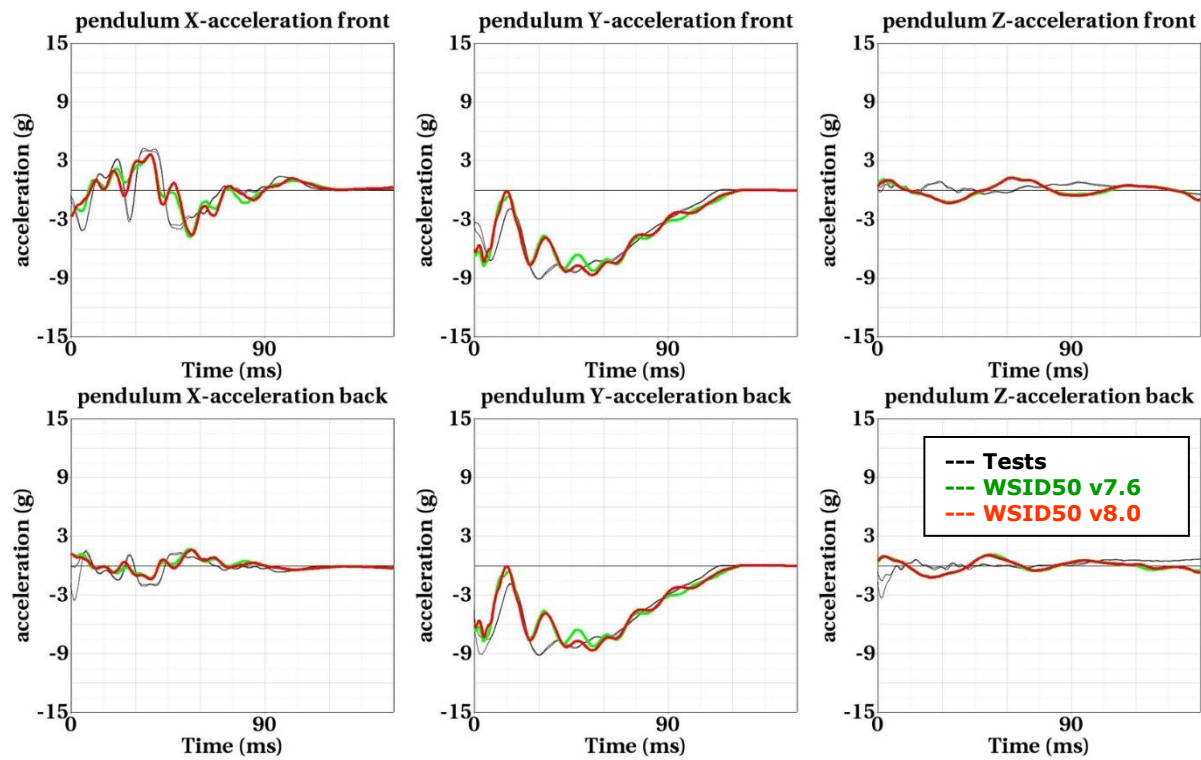 pendulum X-acceleration front
pendulum Y-acceleration front
pendulum Z-acceleration front
15
9
3
-3
-9
-15
acceleration (g)
0
90
Time (ms)
15
9
3
-3
-9
-15
acceleration (g)
0
90
Time (ms)
15
9
3
-3
-9
-15
acceleration (g)
0
90
Time (ms)
pendulum X-acceleration back
pendulum Y-acceleration back
pendulum Z-acceleration back
15
9
3
-3
-9
-15
acceleration (g)
0
90
Time (ms)
15
9
3
-3
-9
-15
acceleration (g)
0
90
Time (ms)
15
9
3
-3
-9
-15
acceleration (g)
0
90
Time (ms)
--- Tests
--- WSID50 v7.6
--- WSID50 v8.0